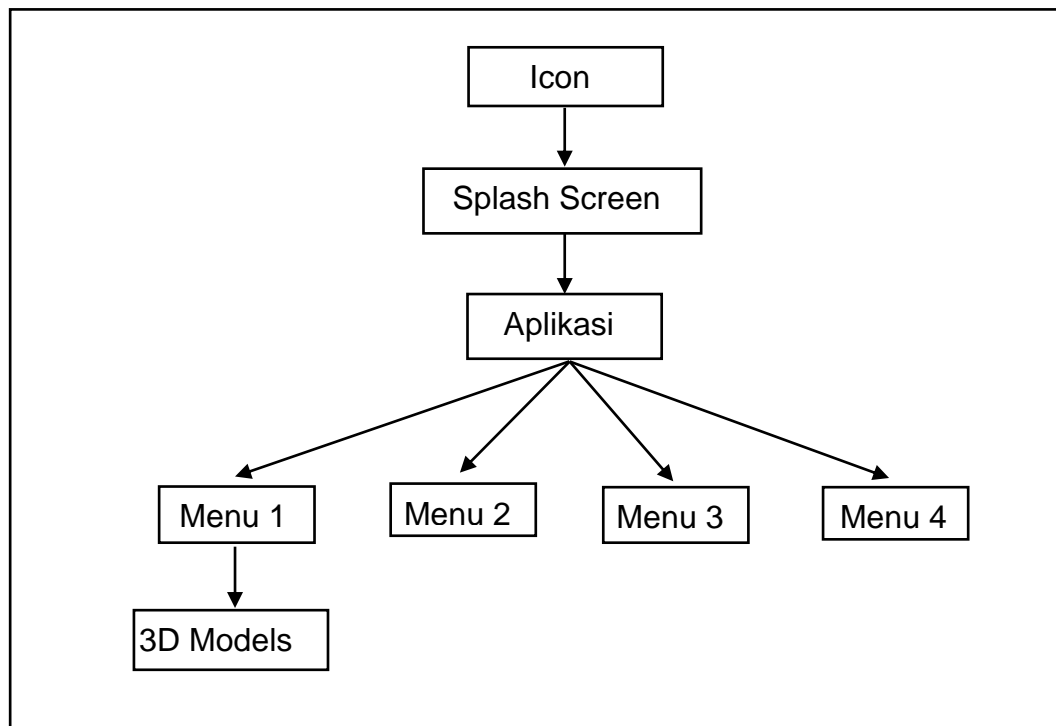 Icon
Splash Screen
Aplikasi
Menu 1
Menu 2
Menu 3
Menu 4
3D Models